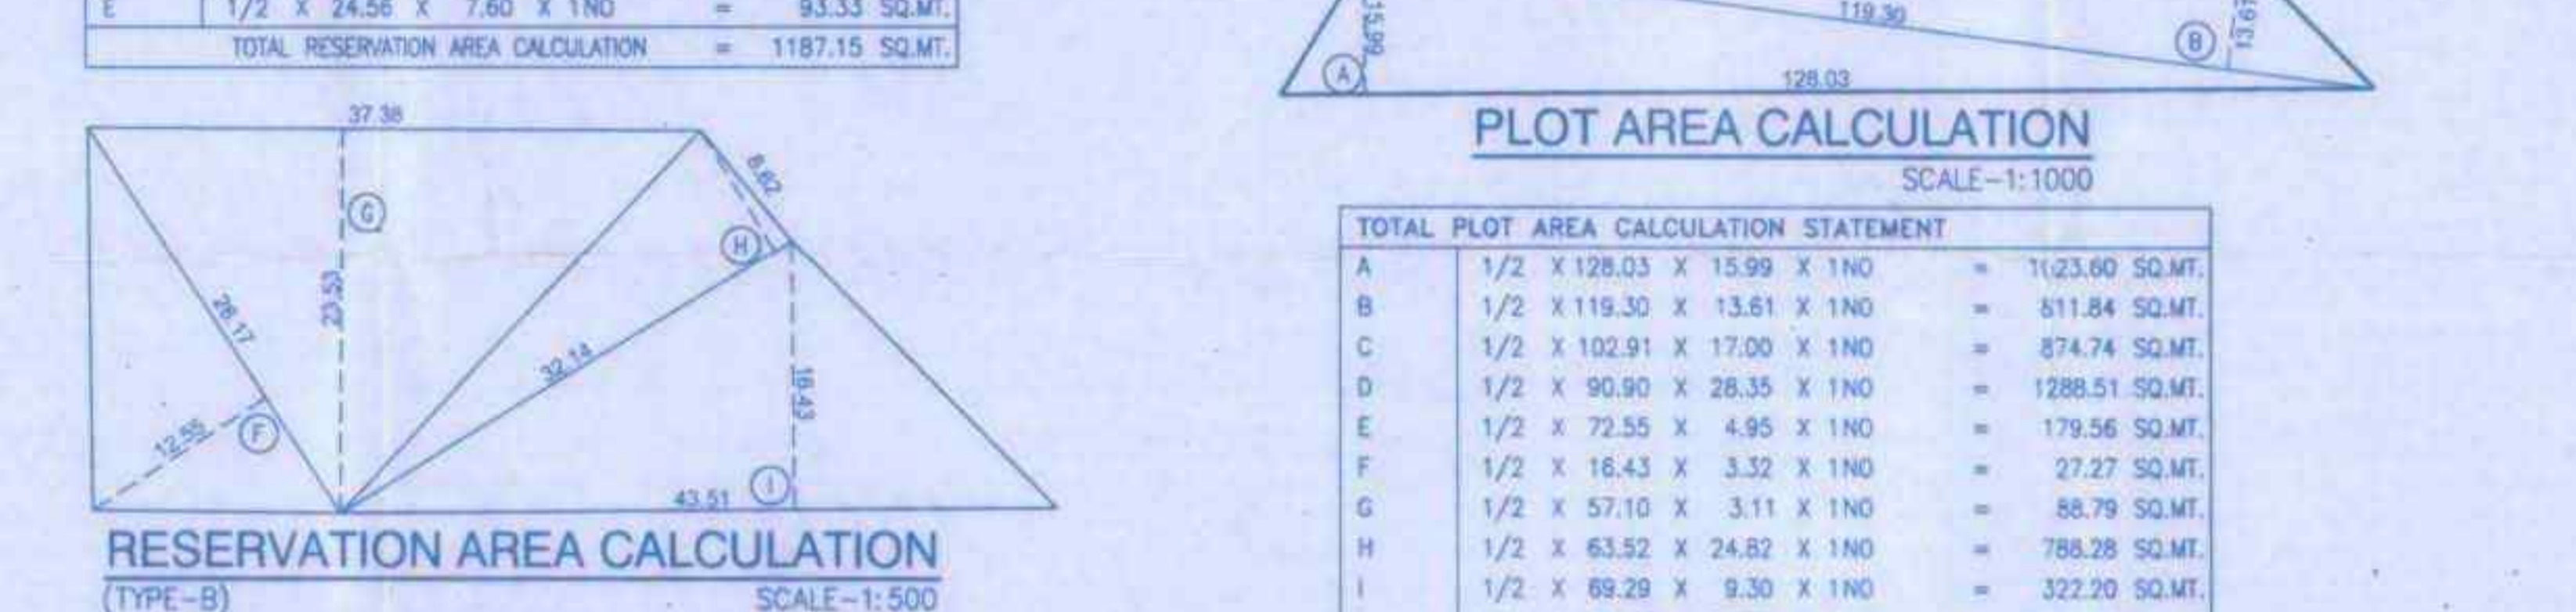 E 1/2 X 24.56 X 7.60 X 1NO = 93.33 SQ.MT.
TOTAL RESERVATION AREA CALCULATION = 1187.15 SQ.MT.
37.38
G
8.62
H
23.53
28.17
32.14
16.43
12.55
F
43.51
I
RESERVATION AREA CALCULATION
(TYPE-B) SCALE-1:500
15.99
119.30
13.61
B
A
128.03
PLOT AREA CALCULATION
SCALE-1:1000
TOTAL PLOT AREA CALCULATION STATEMENT
A 1/2 X 128.03 X 15.99 X 1NO = 1023.60 SQ.MT.
B 1/2 X 119.30 X 13.61 X 1NO = 811.84 SQ.MT.
C 1/2 X 102.91 X 17.00 X 1NO = 874.74 SQ.MT.
D 1/2 X 90.90 X 28.35 X 1NO = 1288.51 SQ.MT.
E 1/2 X 72.55 X 4.95 X 1NO = 179.56 SQ.MT.
F 1/2 X 16.43 X 3.32 X 1NO = 27.27 SQ.MT.
G 1/2 X 57.10 X 3.11 X 1NO = 88.79 SQ.MT.
H 1/2 X 63.52 X 24.82 X 1NO = 788.28 SQ.MT.
I 1/2 X 69.29 X 9.30 X 1NO = 322.20 SQ.MT.